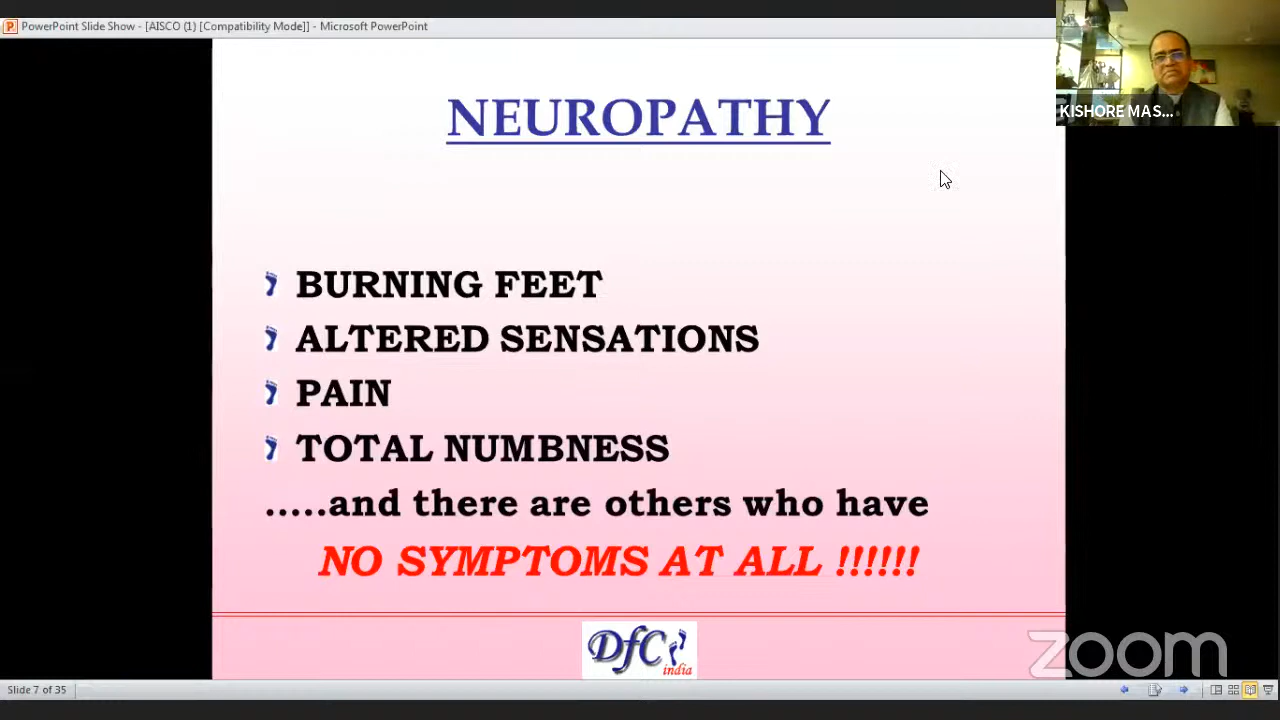 PowerPoint Slide Show - [AISCO (1) [Compatibility Mode]] - Microsoft PowerPoint
KISHORE MAS...
NEUROPATHY
BURNING FEET
ALTERED SENSATIONS
PAIN
TOTAL NUMBNESS
.....and there are others who have
NO SYMPTOMS AT ALL !!!!!!
DfC
india
zoom
Slide 7 of 35